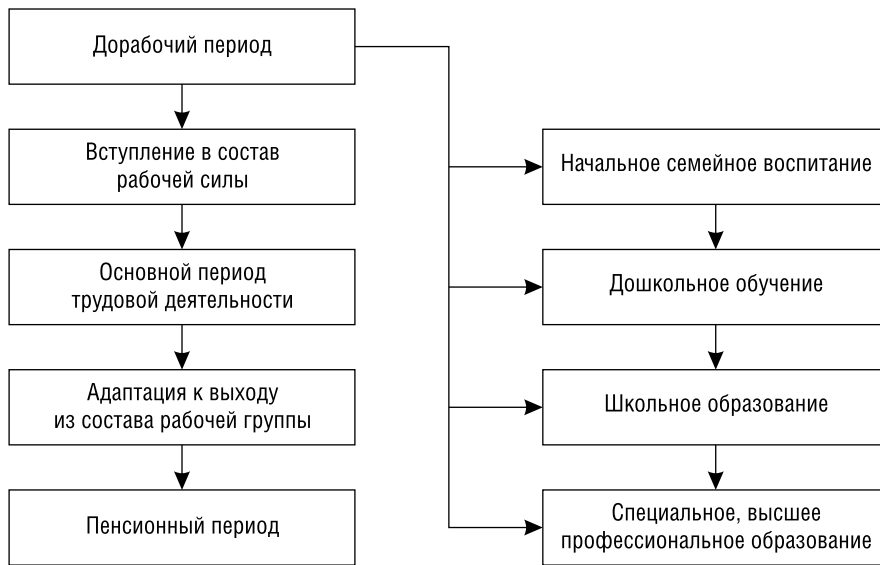 Дорабочий период
Вступление в состав
рабочей силы
Основной период
трудовой деятельности
Адаптация к выходу
из состава рабочей группы
Пенсионный период
Начальное семейное воспитание
Дошкольное обучение
Школьное образование
Специальное, высшее
профессиональное образование